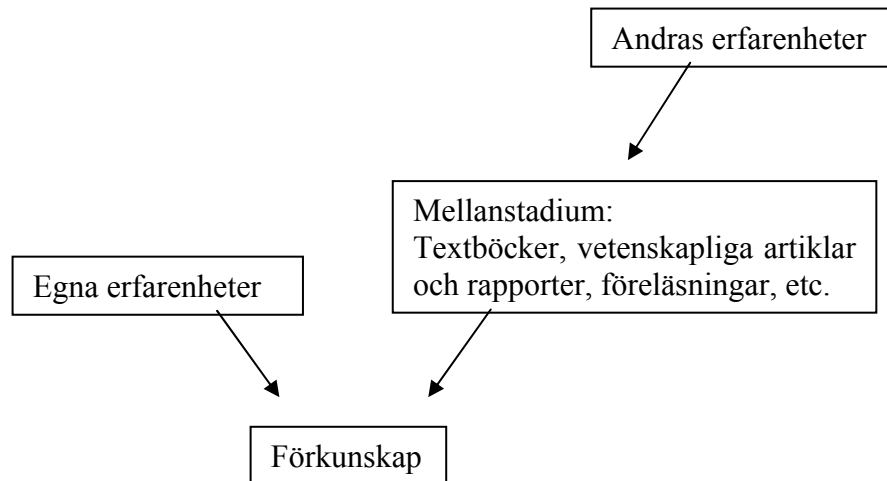 Andras erfarenheter
Mellanstadium:
Textböcker, vetenskapliga artiklar
och rapporter, föreläsningar, etc.
Egna erfarenheter
Förkunskap